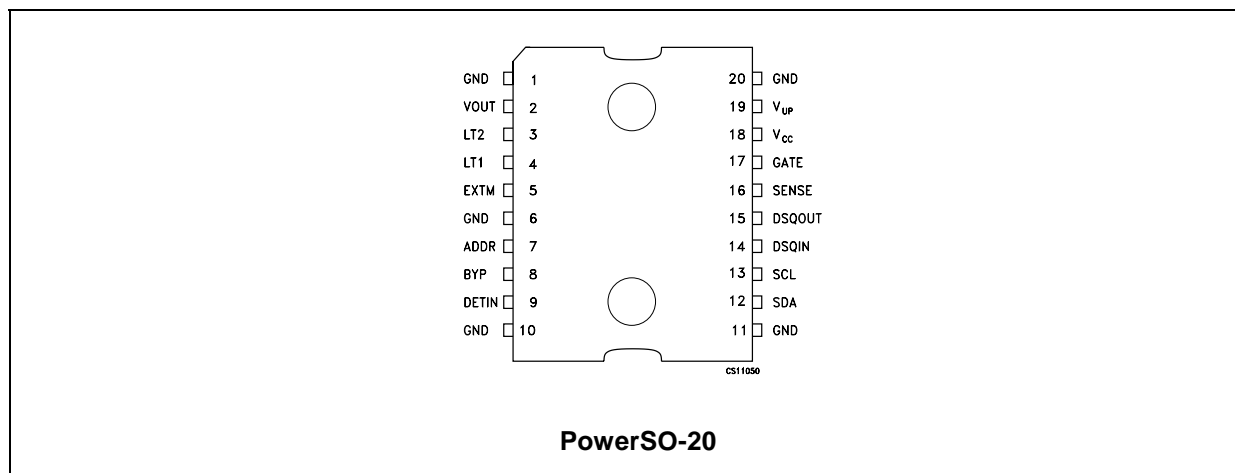 GND 1 20 GND
VOUT 2 19 VUP
LT2 3 18 VCC
LT1 4 17 GATE
EXTM 5 16 SENSE
GND 6 15 DSQOUT
ADDR 7 14 DSQIN
BYP 8 13 SCL
DETIN 9 12 SDA
GND 10 11 GND
CS11050
PowerSO-20